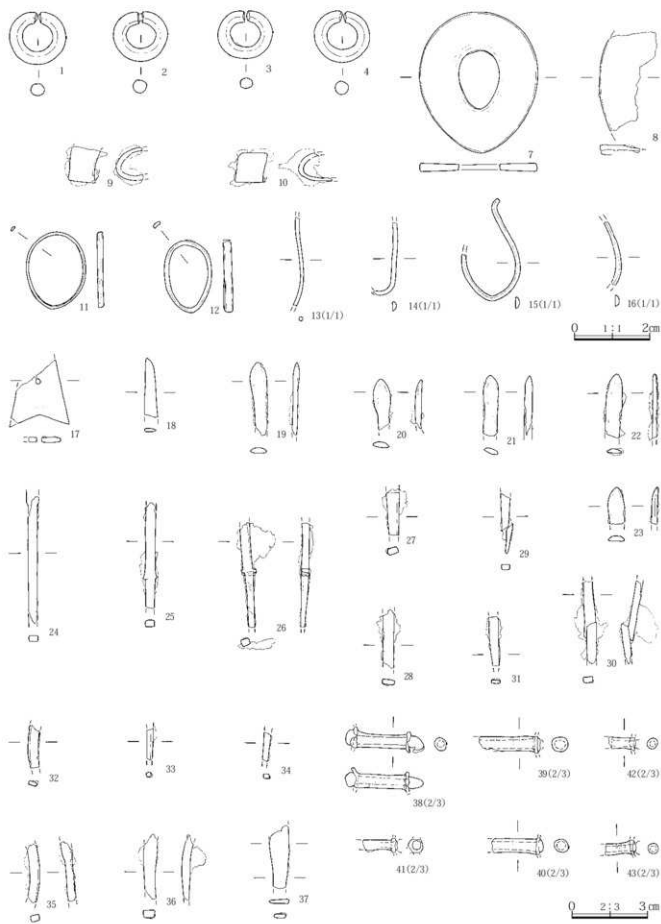 1 2 3 4
7 8
9 10
11 12 13(1/1) 14(1/1) 15(1/1) 16(1/1)
0 1:1 2cm
17 18 19 20 21 22
23
24 25 26 27 29
28 31 30
32 33 34
38(2/3) 39(2/3) 42(2/3)
41(2/3) 40(2/3) 43(2/3)
35 36 37
0 2:3 3cm